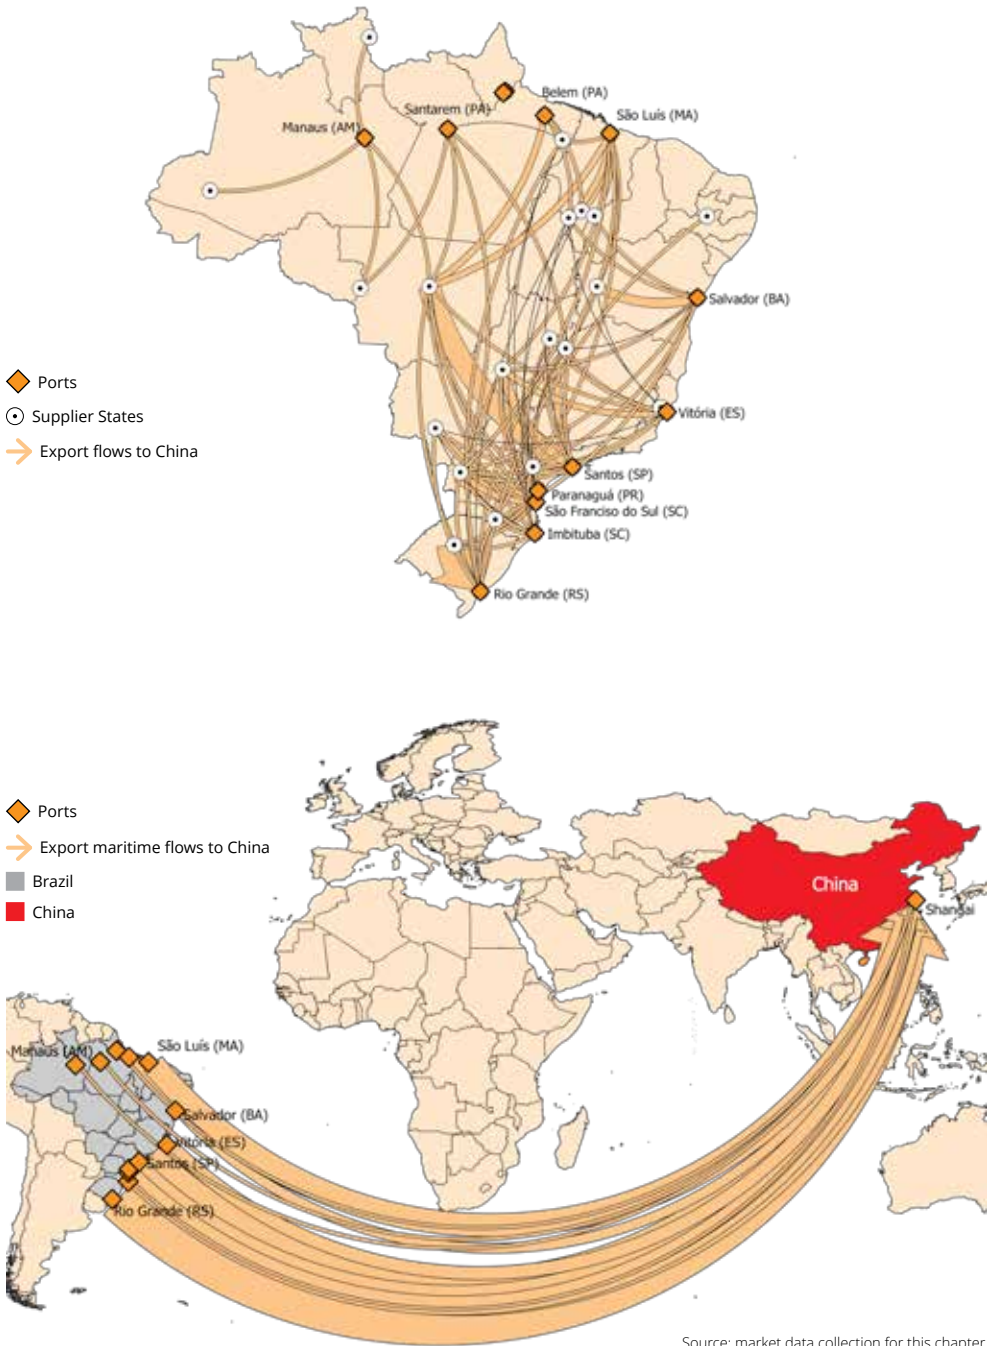 Belem (PA)
Santarem (PA)
São Luís (MA)
Manaus (AM)
Salvador (BA)
Ports
Supplier States
Vitória (ES)
Export flows to China
Santos (SP)
Paranaguá (PR)
São Franciso do Sul (SC)
Imbituba (SC)
Rio Grande (RS)
Ports
Export maritime flows to China
Brazil
China
China
Shangai
Manaus (AM)
São Luís (MA)
Salvador (BA)
Vitória (ES)
Santos (SP)
Rio Grande (RS)
Source: market data collection for this chapter